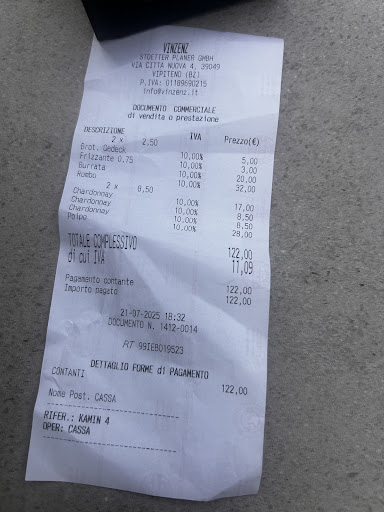 VINZENZ
STOETTER PLANER GMBH
VIA CITTA NUOVA 4, 39049
VIPITENO (BZ)
P.IVA: 01169590215
info@vinzenz.it
DOCUMENTO COMMERCIALE
di vendita o prestazione
DESCRIZIONE IVA Prezzo(€)
2 x 2,50
Brot, Gedeck 10,00% 5,00
Frizzante 0.75 10,00% 3,00
Burrata 10,00% 20,00
Rombo 10,00% 32,00
2 x 8,50
Chardonnay 10,00% 17,00
Chardonnay 10,00% 8,50
Chardonnay 10,00% 8,50
Polpo 10,00% 28,00
TOTALE COMPLESSIVO 122,00
di cui IVA 11,09
Pagamento contante 122,00
Importo pagato 122,00
21-07-2025 18:32
DOCUMENTO N. 1412-0014
RT 99IEB019523
DETTAGLIO FORME di PAGAMENTO
CONTANTI 122,00
Nome Post. CASSA
RIFER.: KAMIN 4
OPER: CASSA